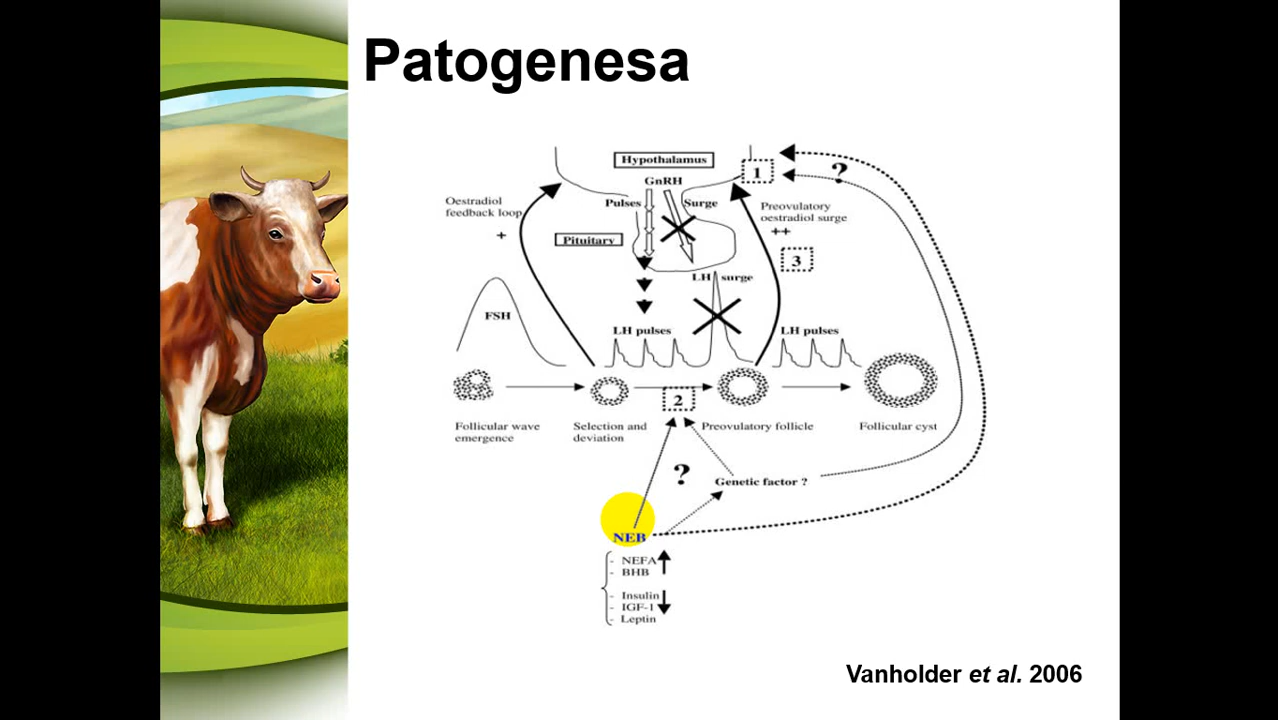 Patogenesa
Hypothalamus
1
?
GnRH
Oestradiol
feedback loop
+
Pulses
Surge
Preovulatory
oestradiol surge
++
Pituitary
3
LH surge
FSH
LH pulses
LH pulses
2
Follicular wave
emergence
Selection and
deviation
Preovulatory follicle
Follicular cyst
?
Genetic factor ?
NEB
- NEFA
- BHB
- Insulin
- IGF-1
- Leptin
Vanholder et al. 2006